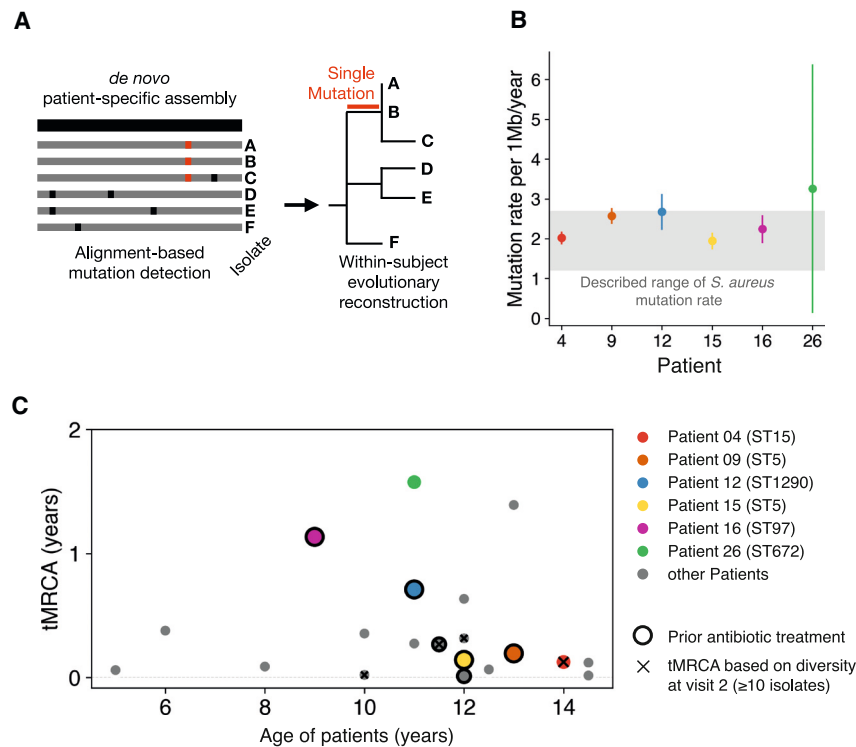 A
de novo
patient-specific assembly
A
B
C
D
E
F
Isolate
Alignment-based
mutation detection
Single
Mutation
A
B
C
D
E
F
Within-subject
evolutionary
reconstruction
B
Mutation rate per 1Mb/year
6
5
4
3
2
1
0
Described range of S. aureus
mutation rate
4
9
12
15
16
26
Patient
C
tMRCA (years)
2
1
0
6
8
10
12
14
Age of patients (years)
Patient 04 (ST15)
Patient 09 (ST5)
Patient 12 (ST1290)
Patient 15 (ST5)
Patient 16 (ST97)
Patient 26 (ST672)
other Patients
Prior antibiotic treatment
tMRCA based on diversity
at visit 2 (≥10 isolates)